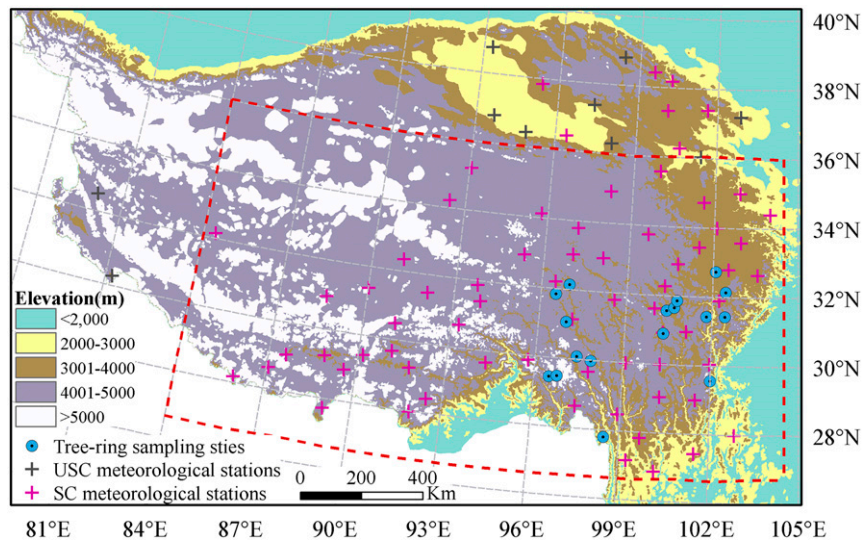 40°N
38°N
36°N
34°N
32°N
30°N
28°N
Elevation(m)
<2,000
2000-3000
3001-4000
4001-5000
>5000
Tree-ring sampling sties
USC meteorological stations
SC meteorological stations
0 200 400
Km
81°E 84°E 87°E 90°E 93°E 96°E 99°E 102°E 105°E